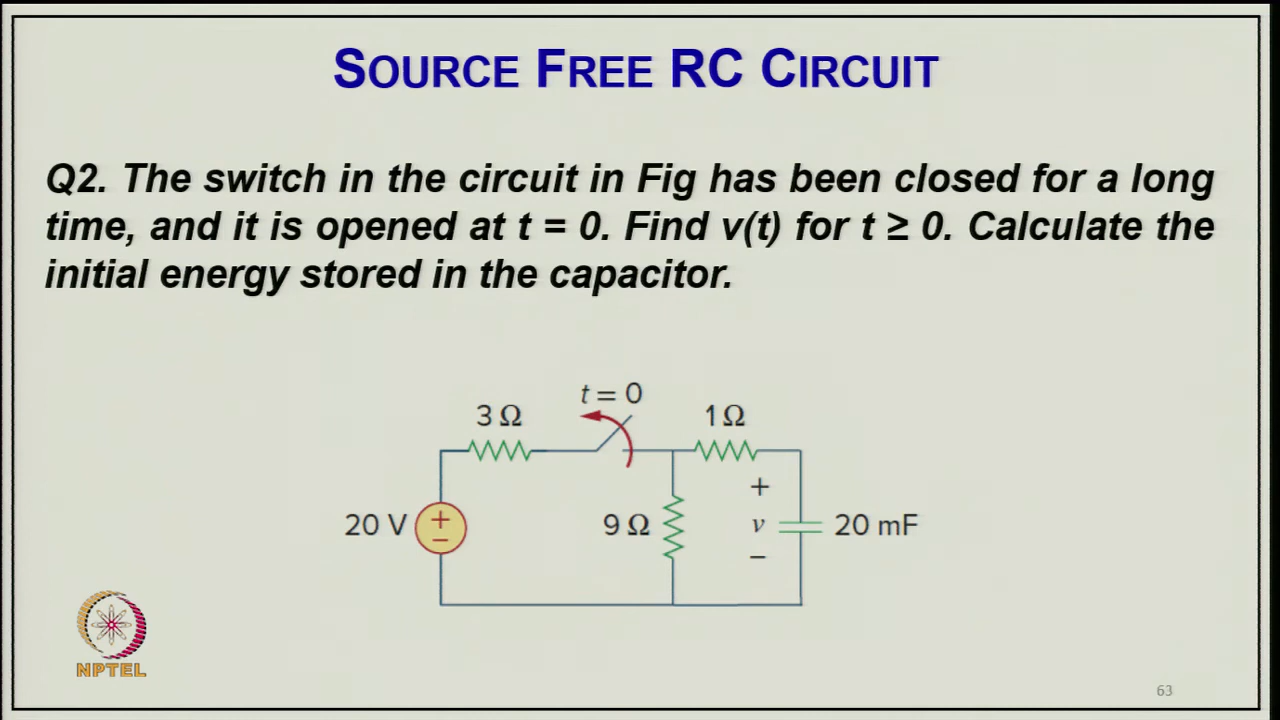 SOURCE FREE RC CIRCUIT
Q2. The switch in the circuit in Fig has been closed for a long
time, and it is opened at t = 0. Find v(t) for t ≥ 0. Calculate the
initial energy stored in the capacitor.
t = 0
3 Ω
1 Ω
+
20 V
+
−
9 Ω
v
20 mF
−
NPTEL
63